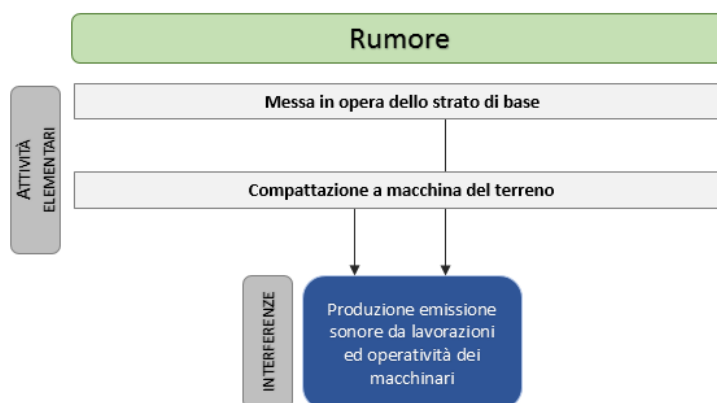 Rumore
Messa in opera dello strato di base
ATTIVITÀ
ELEMENTARI
Compattazione a macchina del terreno
INTERFERENZE
Produzione emissione
sonore da lavorazioni
ed operatività dei
macchinari